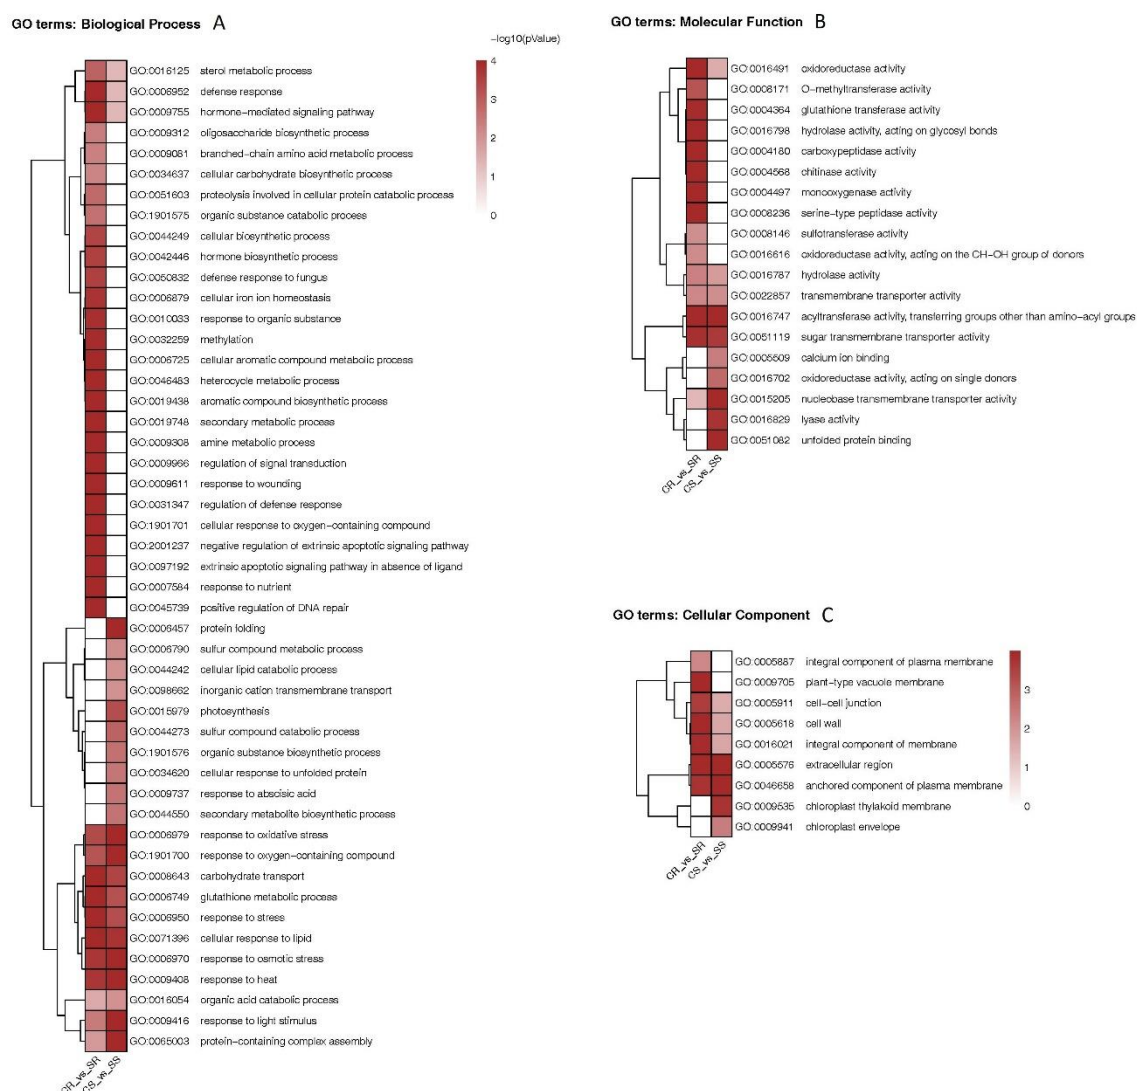 GO terms: Biological Process A
−log10(pValue)
4
3
2
1
0
GO:0016125 sterol metabolic process
GO:0006952 defense response
GO:0009755 hormone−mediated signaling pathway
GO:0009312 oligosaccharide biosynthetic process
GO:0009081 branched−chain amino acid metabolic process
GO:0034637 cellular carbohydrate biosynthetic process
GO:0051603 proteolysis involved in cellular protein catabolic process
GO:1901575 organic substance catabolic process
GO:0044249 cellular biosynthetic process
GO:0042446 hormone biosynthetic process
GO:0050832 defense response to fungus
GO:0006879 cellular iron ion homeostasis
GO:0010033 response to organic substance
GO:0032259 methylation
GO:0006725 cellular aromatic compound metabolic process
GO:0046483 heterocycle metabolic process
GO:0019438 aromatic compound biosynthetic process
GO:0019748 secondary metabolic process
GO:0009308 amine metabolic process
GO:0009966 regulation of signal transduction
GO:0009611 response to wounding
GO:0031347 regulation of defense response
GO:1901701 cellular response to oxygen−containing compound
GO:2001237 negative regulation of extrinsic apoptotic signaling pathway
GO:0097192 extrinsic apoptotic signaling pathway in absence of ligand
GO:0007584 response to nutrient
GO:0045739 positive regulation of DNA repair
GO:0006457 protein folding
GO:0006790 sulfur compound metabolic process
GO:0044242 cellular lipid catabolic process
GO:0098662 inorganic cation transmembrane transport
GO:0015979 photosynthesis
GO:0044273 sulfur compound catabolic process
GO:1901576 organic substance biosynthetic process
GO:0034620 cellular response to unfolded protein
GO:0009737 response to abscisic acid
GO:0044550 secondary metabolite biosynthetic process
GO:0006979 response to oxidative stress
GO:1901700 response to oxygen−containing compound
GO:0008643 carbohydrate transport
GO:0006749 glutathione metabolic process
GO:0006950 response to stress
GO:0071396 cellular response to lipid
GO:0006970 response to osmotic stress
GO:0009408 response to heat
GO:0016054 organic acid catabolic process
GO:0009416 response to light stimulus
GO:0065003 protein−containing complex assembly
CR_vs_SR
CS_vs_SS
GO terms: Molecular Function B
GO:0016491 oxidoreductase activity
GO:0008171 O−methyltransferase activity
GO:0004364 glutathione transferase activity
GO:0016798 hydrolase activity, acting on glycosyl bonds
GO:0004180 carboxypeptidase activity
GO:0004568 chitinase activity
GO:0004497 monooxygenase activity
GO:0008236 serine−type peptidase activity
GO:0008146 sulfotransferase activity
GO:0016616 oxidoreductase activity, acting on the CH−OH group of donors
GO:0016787 hydrolase activity
GO:0022857 transmembrane transporter activity
GO:0016747 acyltransferase activity, transferring groups other than amino−acyl groups
GO:0051119 sugar transmembrane transporter activity
GO:0005509 calcium ion binding
GO:0016702 oxidoreductase activity, acting on single donors
GO:0015205 nucleobase transmembrane transporter activity
GO:0016829 lyase activity
GO:0051082 unfolded protein binding
CR_vs_SR
CS_vs_SS
GO terms: Cellular Component C
3
2
1
0
GO:0005887 integral component of plasma membrane
GO:0009705 plant−type vacuole membrane
GO:0005911 cell−cell junction
GO:0005618 cell wall
GO:0016021 integral component of membrane
GO:0005576 extracellular region
GO:0046658 anchored component of plasma membrane
GO:0009535 chloroplast thylakoid membrane
GO:0009941 chloroplast envelope
CR_vs_SR
CS_vs_SS